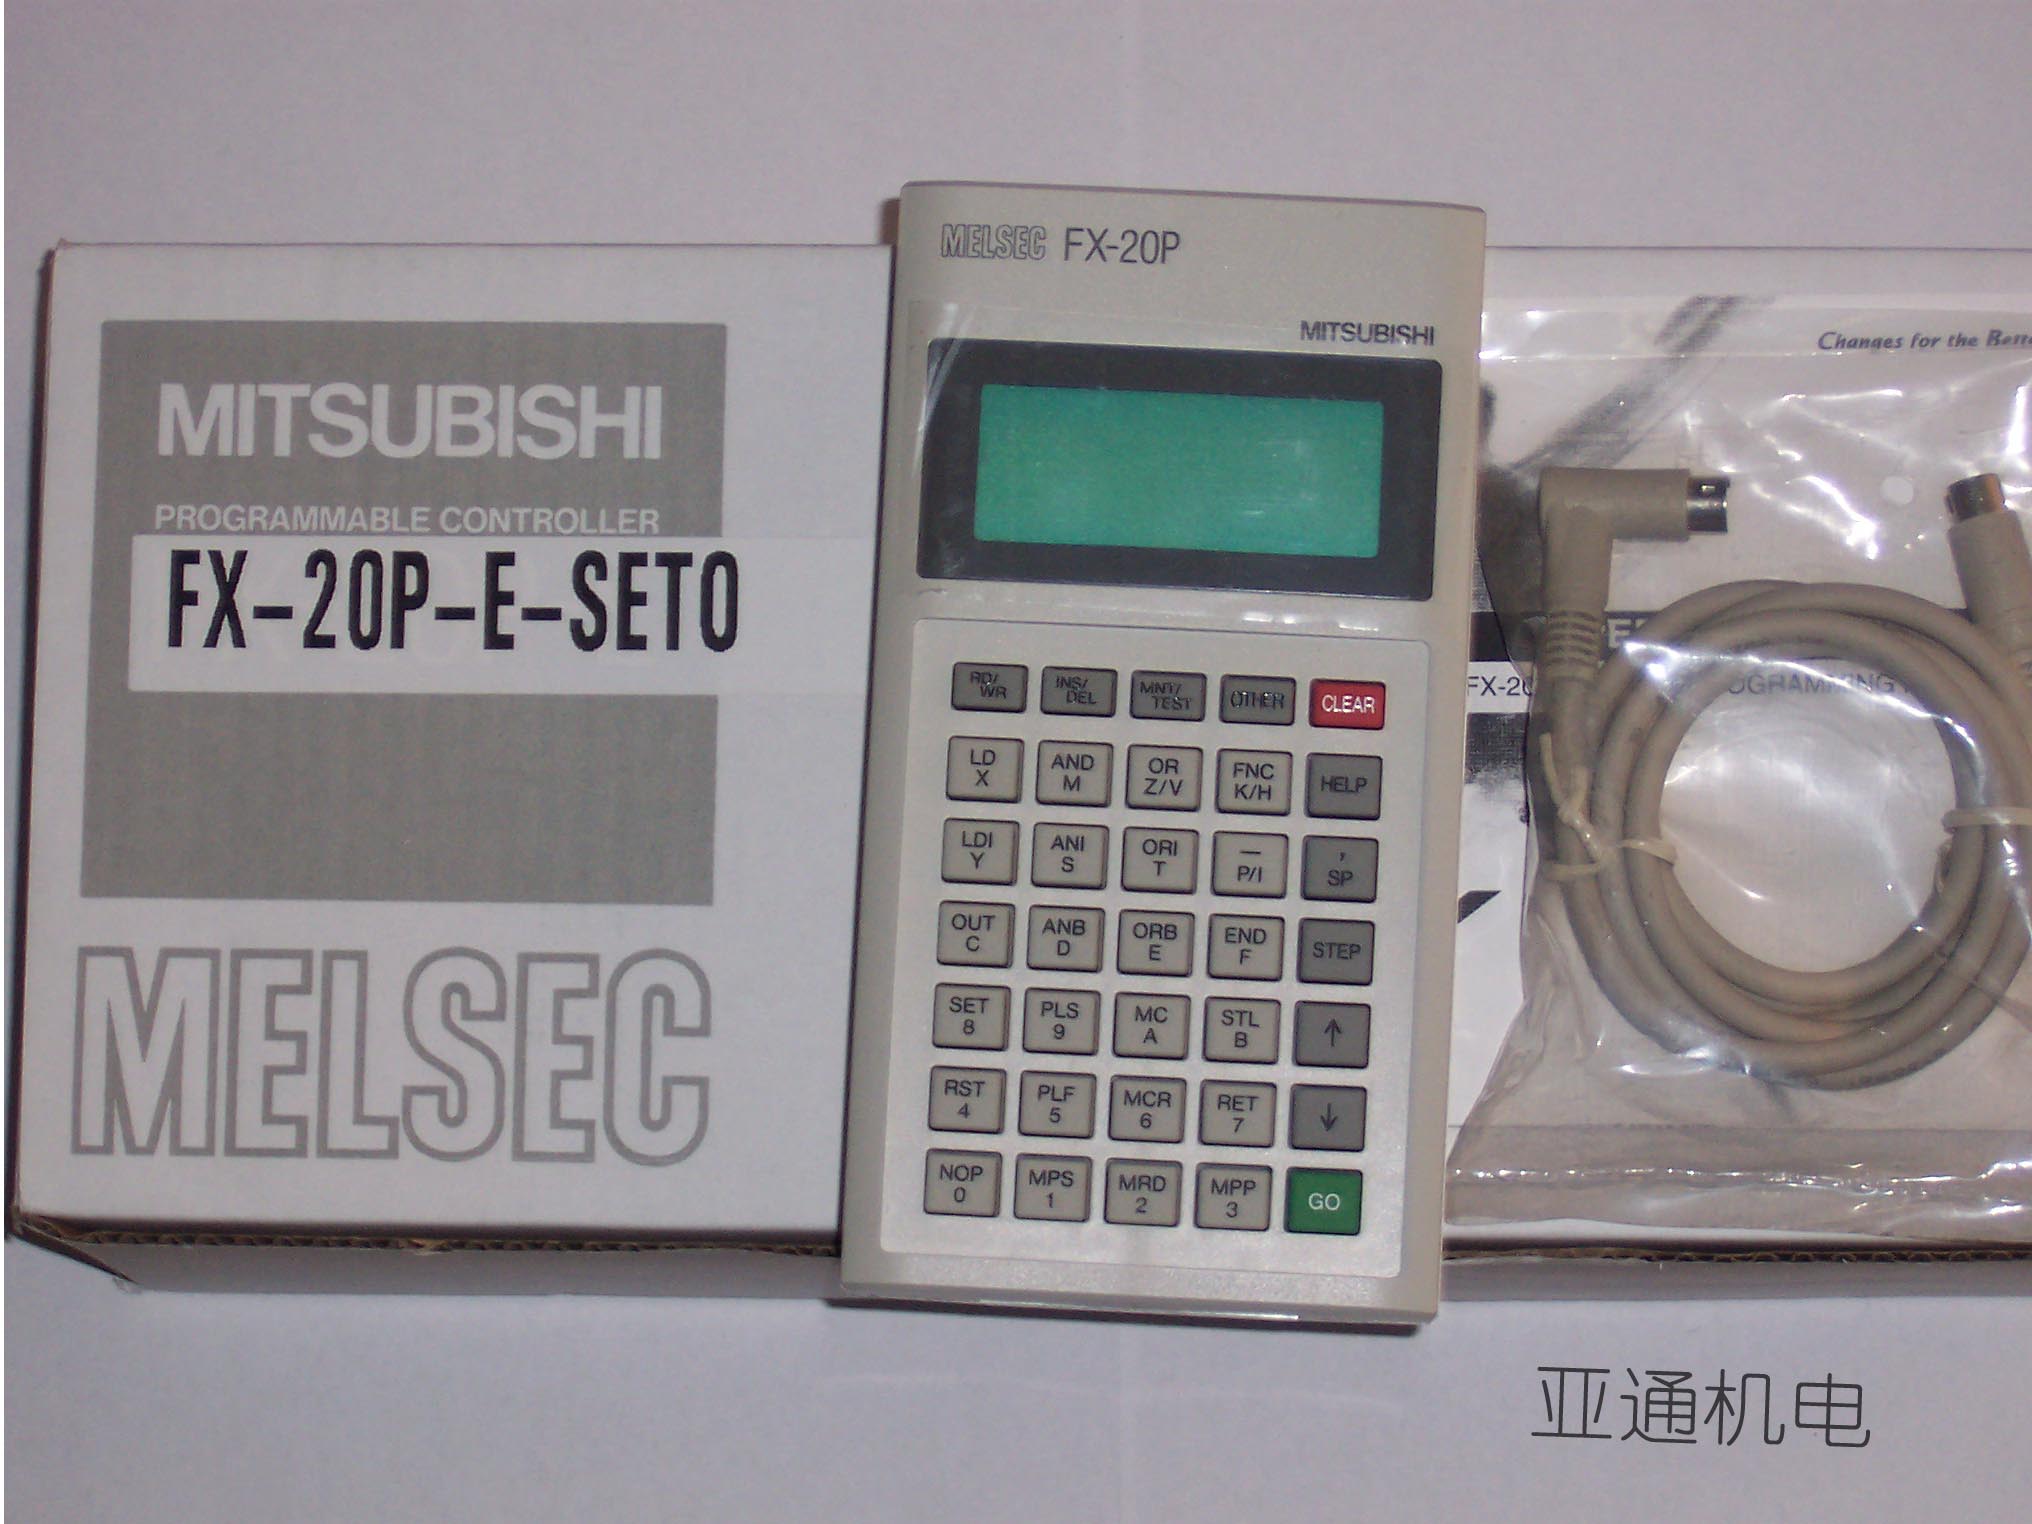 MITSUBISHI
PROGRAMMABLE CONTROLLER
FX-20P-E-SET0
MELSEC
MELSEC FX-20P
MITSUBISHI
RD/ WR INS/ DEL MNT/ TEST OTHER CLEAR
LD X AND M OR Z/V FNC K/H HELP
LDI Y ANI S ORI T — P/I , SP
OUT C ANB D ORB E END F STEP
SET 8 PLS 9 MC A STL B ↑
RST 4 PLF 5 MCR 6 RET 7 ↓
NOP 0 MPS 1 MRD 2 MPP 3 GO
Changes for the
亚通机电